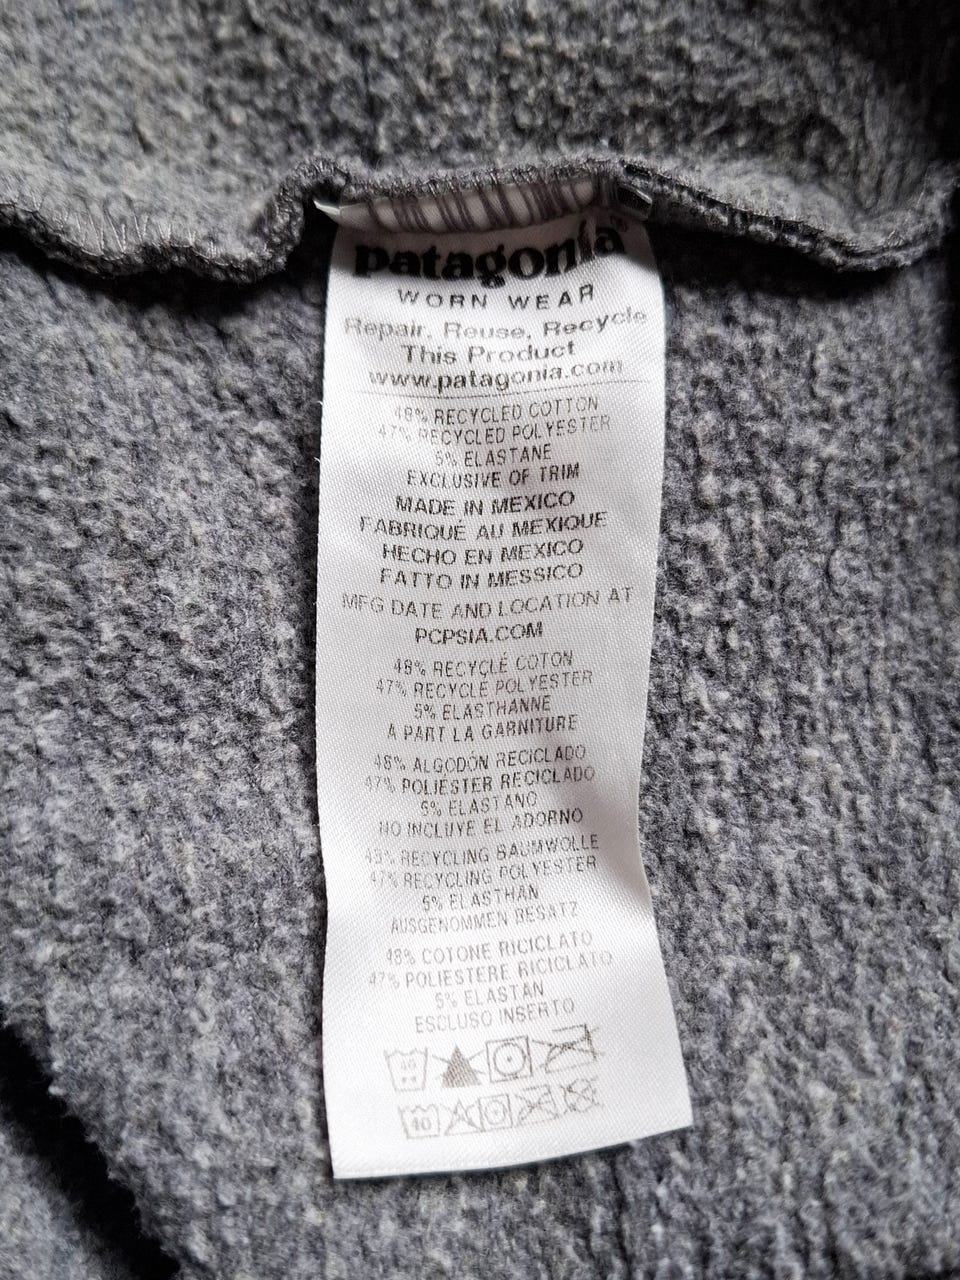 patagonia®
WORN WEAR
Repair, Reuse, Recycle
This Product
www.patagonia.com
48% RECYCLED COTTON
47% RECYCLED POLYESTER
5% ELASTANE
EXCLUSIVE OF TRIM
MADE IN MEXICO
FABRIQUÉ AU MEXIQUE
HECHO EN MEXICO
FATTO IN MESSICO
MFG DATE AND LOCATION AT
PCPSIA.COM
48% RECYCLÉ COTON
47% RECYCLÉ POLYESTER
5% ELASTHANNE
À PART LA GARNITURE
48% ALGODÓN RECICLADO
47% POLIÉSTER RECICLADO
5% ELASTANO
NO INCLUYE EL ADORNO
48% RECYCLING BAUMWOLLE
47% RECYCLING POLYESTER
5% ELASTHAN
AUSGENOMMEN BESATZ
48% COTONE RICICLATO
47% POLIESTERE RICICLATO
5% ELASTAN
ESCLUSO INSERTO
40